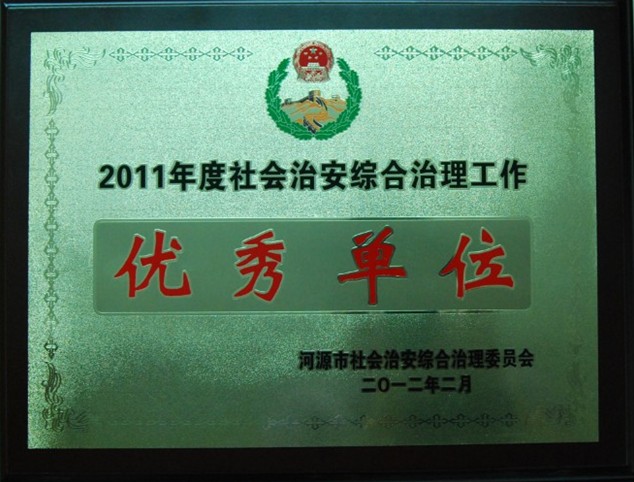 2011年度社会治安综合治理工作
优秀单位
河源市社会治安综合治理委员会
二〇一二年二月